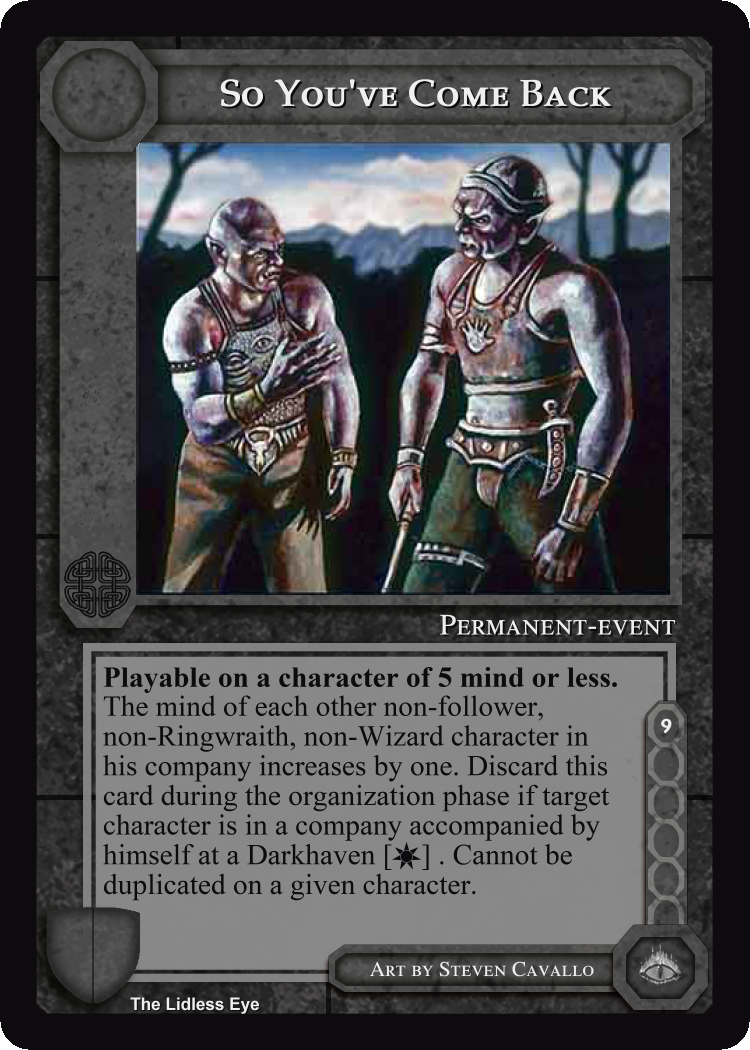 So You've Come Back
Permanent-event
Playable on a character of 5 mind or less.
The mind of each other non-follower,
non-Ringwraith, non-Wizard character in
his company increases by one. Discard this
card during the organization phase if target
character is in a company accompanied by
himself at a Darkhaven [☀] . Cannot be
duplicated on a given character.
9
Art by Steven Cavallo
The Lidless Eye